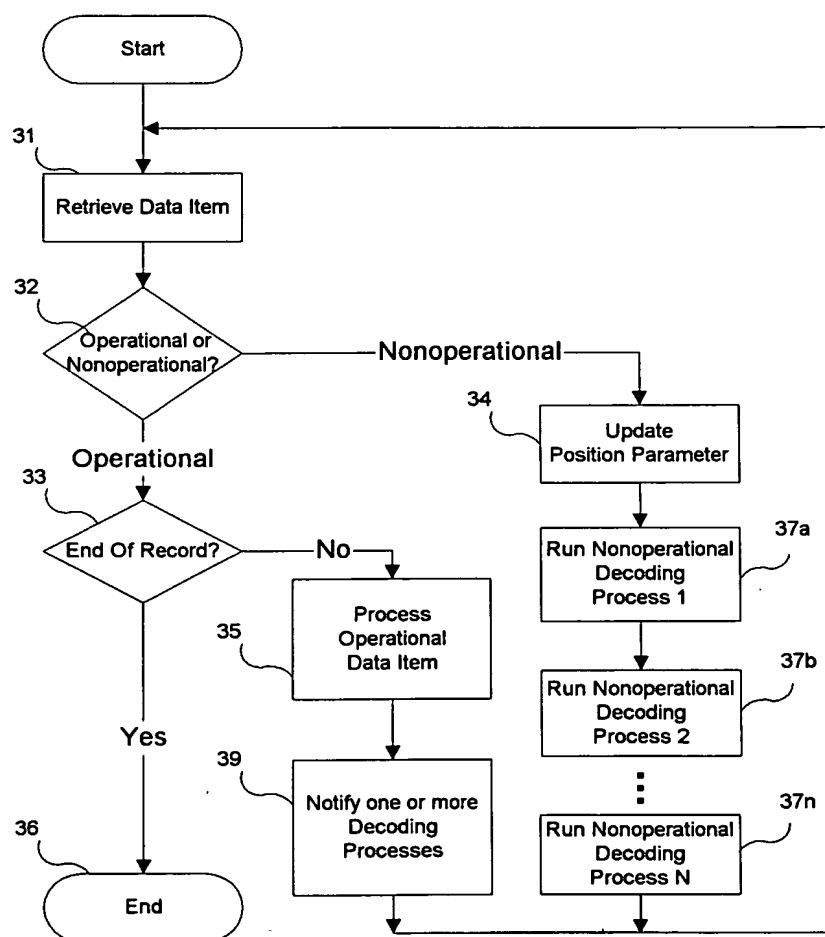 Start
31
Retrieve Data Item
32
Operational or
Nonoperational?
Nonoperational
34
Update
Position Parameter
Operational
33
End Of Record?
No
37a
Run Nonoperational
Decoding
Process 1
35
Process
Operational
Data Item
37b
Run Nonoperational
Decoding
Process 2
Yes
39
Notify one or more
Decoding
Processes
37n
Run Nonoperational
Decoding
Process N
36
End